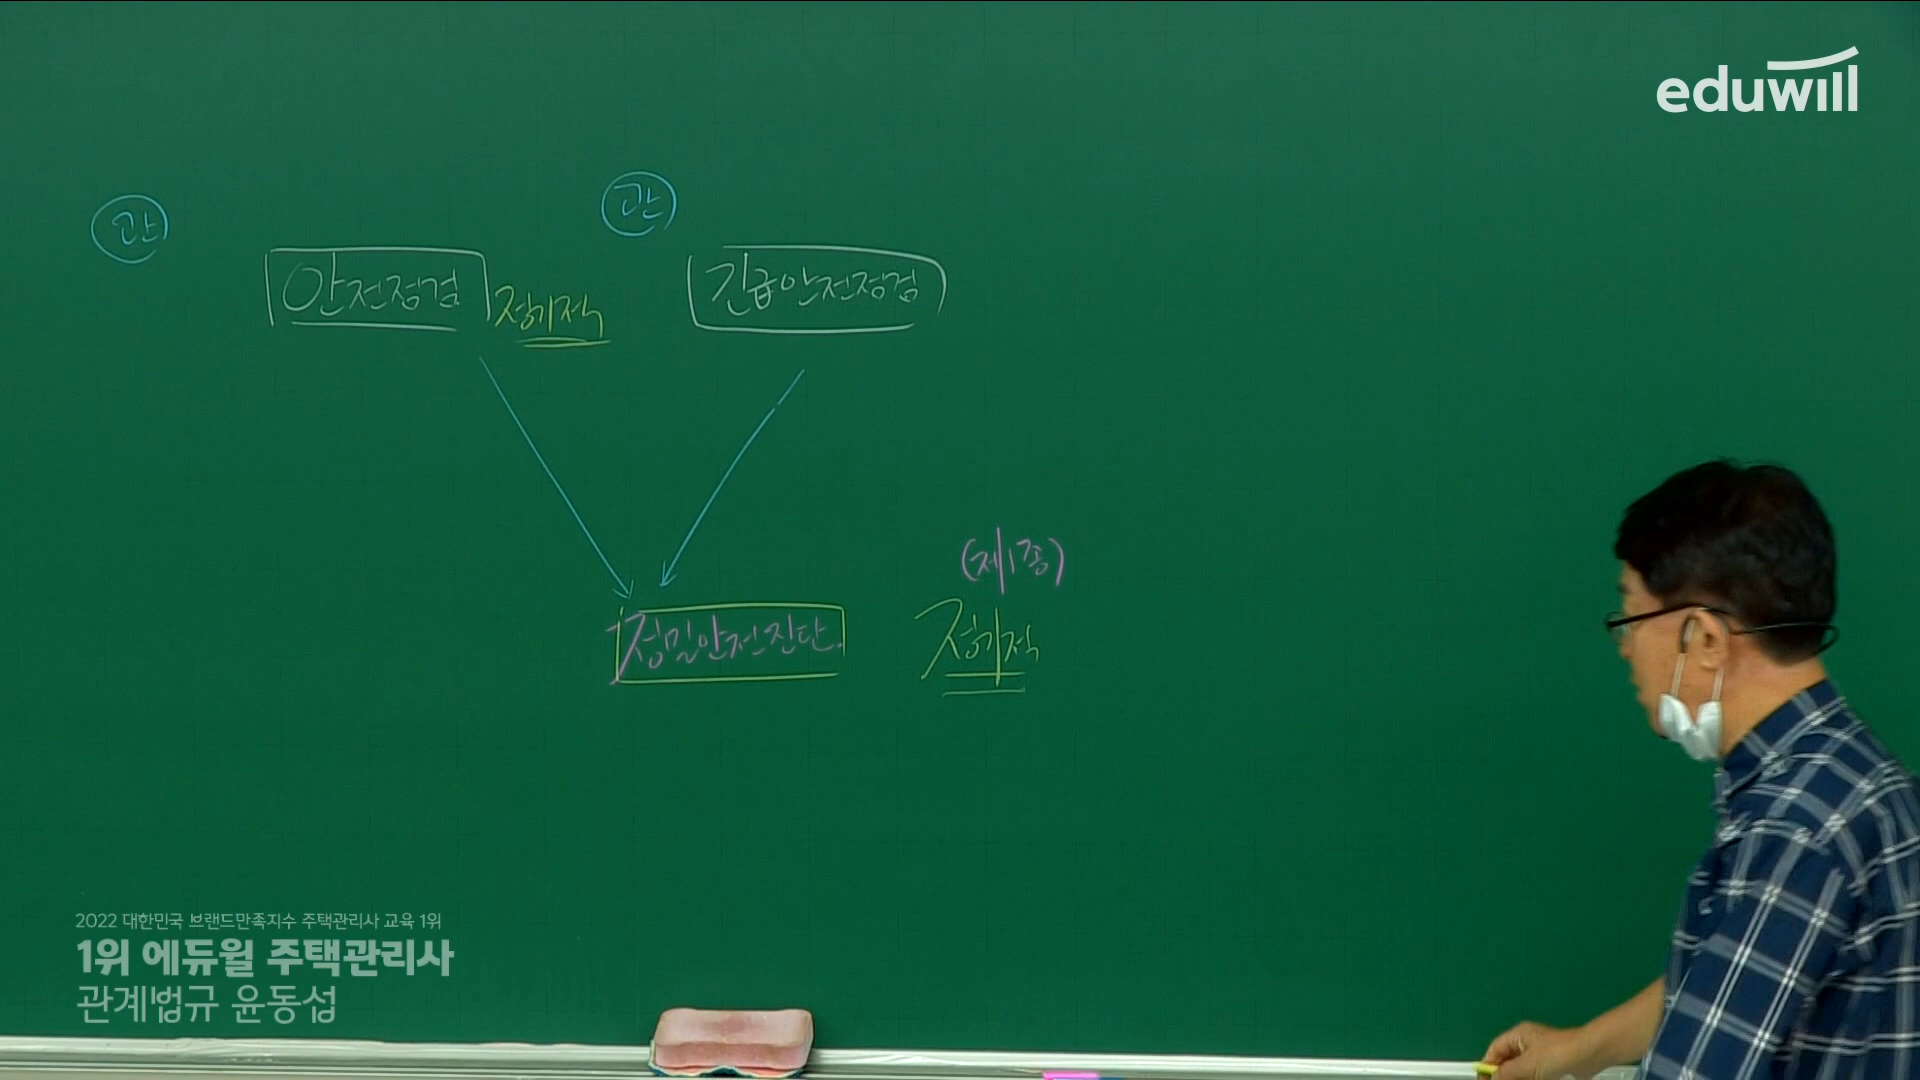 eduwill
관
관
안전점검
정기적
긴급안전점검
(제1종)
정밀안전진단.
정기적
2022 대한민국 브랜드만족지수 주택관리사 교육 1위
1위 에듀윌 주택관리사
관계법규 윤동섭